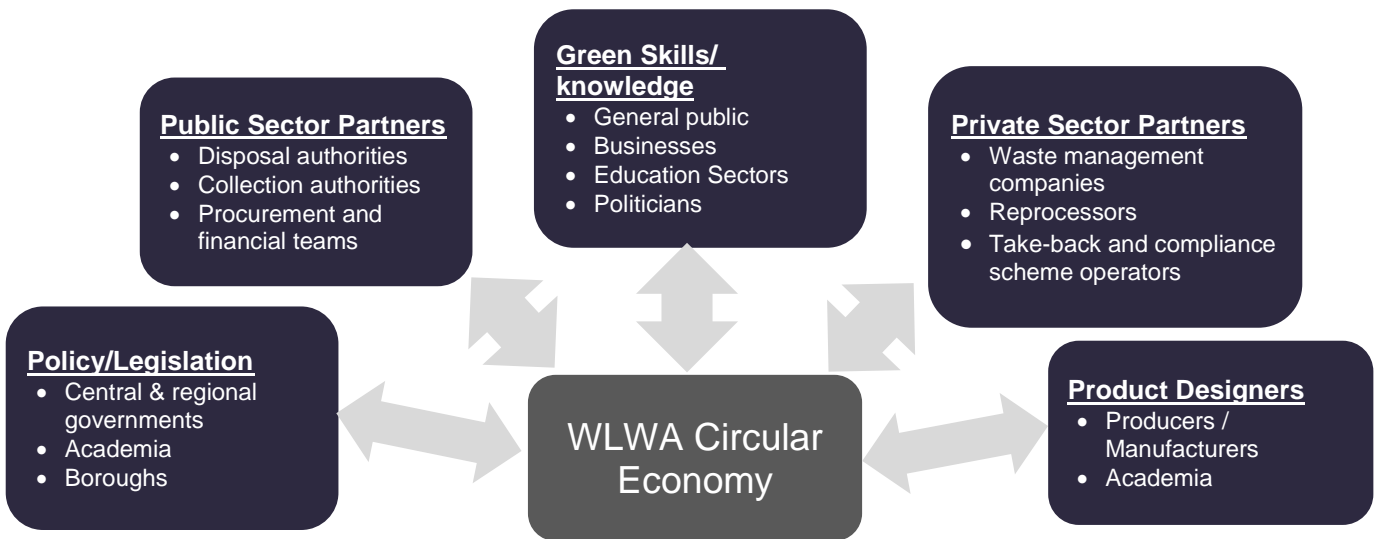 Green Skills/
knowledge
• General public
• Businesses
• Education Sectors
• Politicians
Public Sector Partners
• Disposal authorities
• Collection authorities
• Procurement and
financial teams
Private Sector Partners
• Waste management
companies
• Reprocessors
• Take-back and compliance
scheme operators
Policy/Legislation
• Central & regional
governments
• Academia
• Boroughs
Product Designers
• Producers /
Manufacturers
• Academia
WLWA Circular
Economy